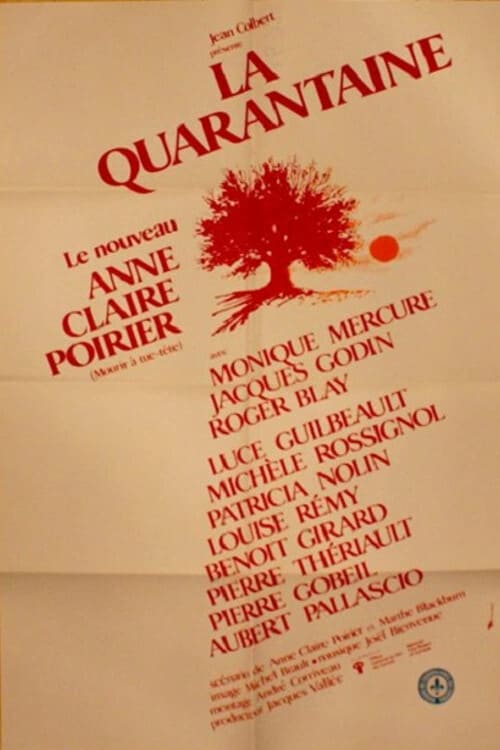 Jean Colbert
présente
LA
QUARANTAINE
Le nouveau
ANNE
CLAIRE
POIRIER
(Mourir à tue-tête)
avec
MONIQUE MERCURE
JACQUES GODIN
ROGER BLAY
LUCE GUILBEAULT
MICHÈLE ROSSIGNOL
PATRICIA NOLIN
LOUISE RÉMY
BENOIT GIRARD
PIERRE THÉRIAULT
PIERRE GOBEIL
AUBERT PALLASCIO
scénario de Anne Claire Poirier et Marthe Blackburn
image Michel Brault • musique Joël Bienvenue
montage André Corriveau
producteur Jacques Vallée